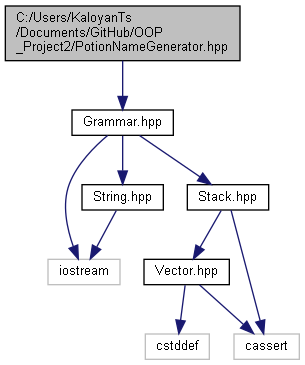 C:/Users/KaloyanTs
/Documents/GitHub/OOP
_Project2/PotionNameGenerator.hpp
Grammar.hpp
String.hpp
Stack.hpp
iostream
Vector.hpp
cstddef
cassert